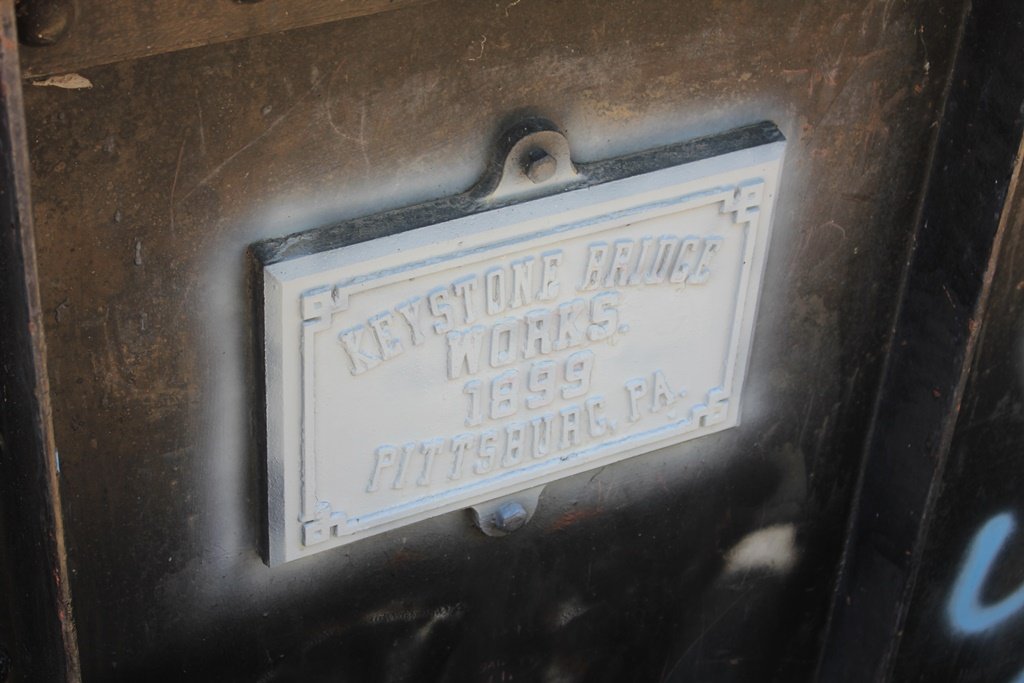 KEYSTONE BRIDGE
WORKS.
1899
PITTSBURG, PA.